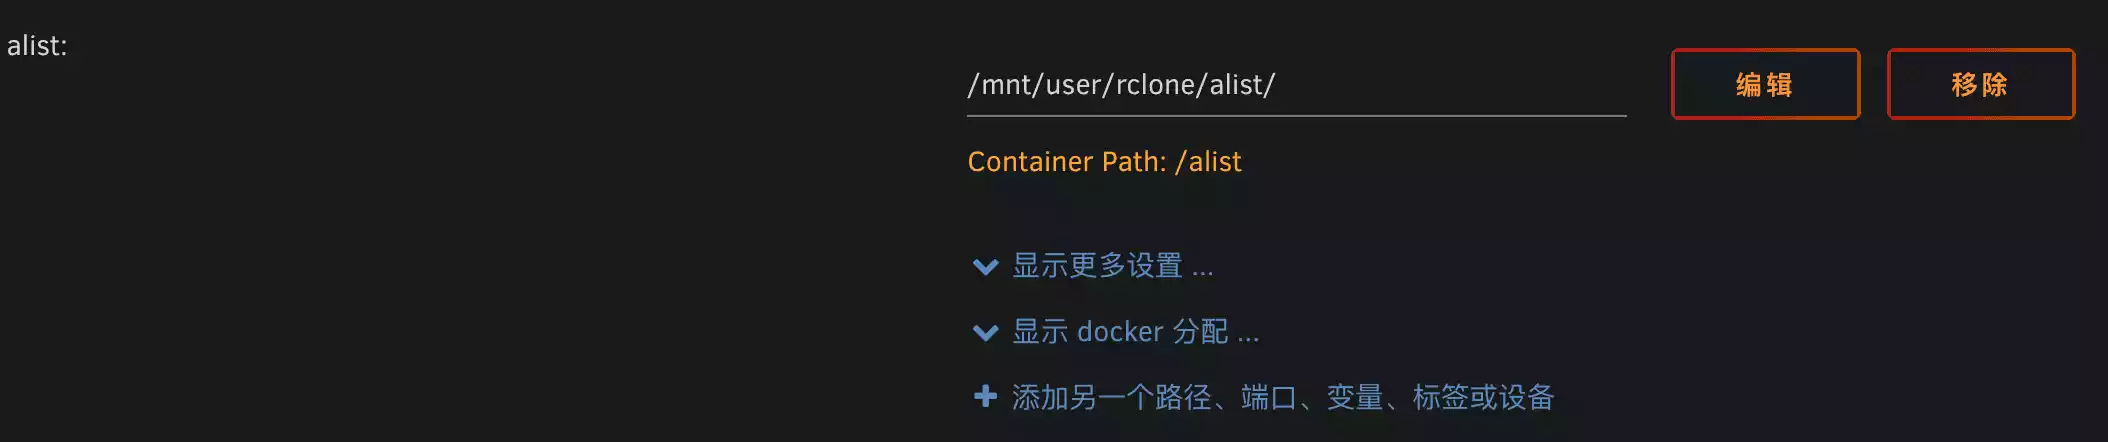 alist:
/mnt/user/rclone/alist/
编辑
移除
Container Path: /alist
显示更多设置 ...
显示 docker 分配 ...
添加另一个路径、端口、变量、标签或设备